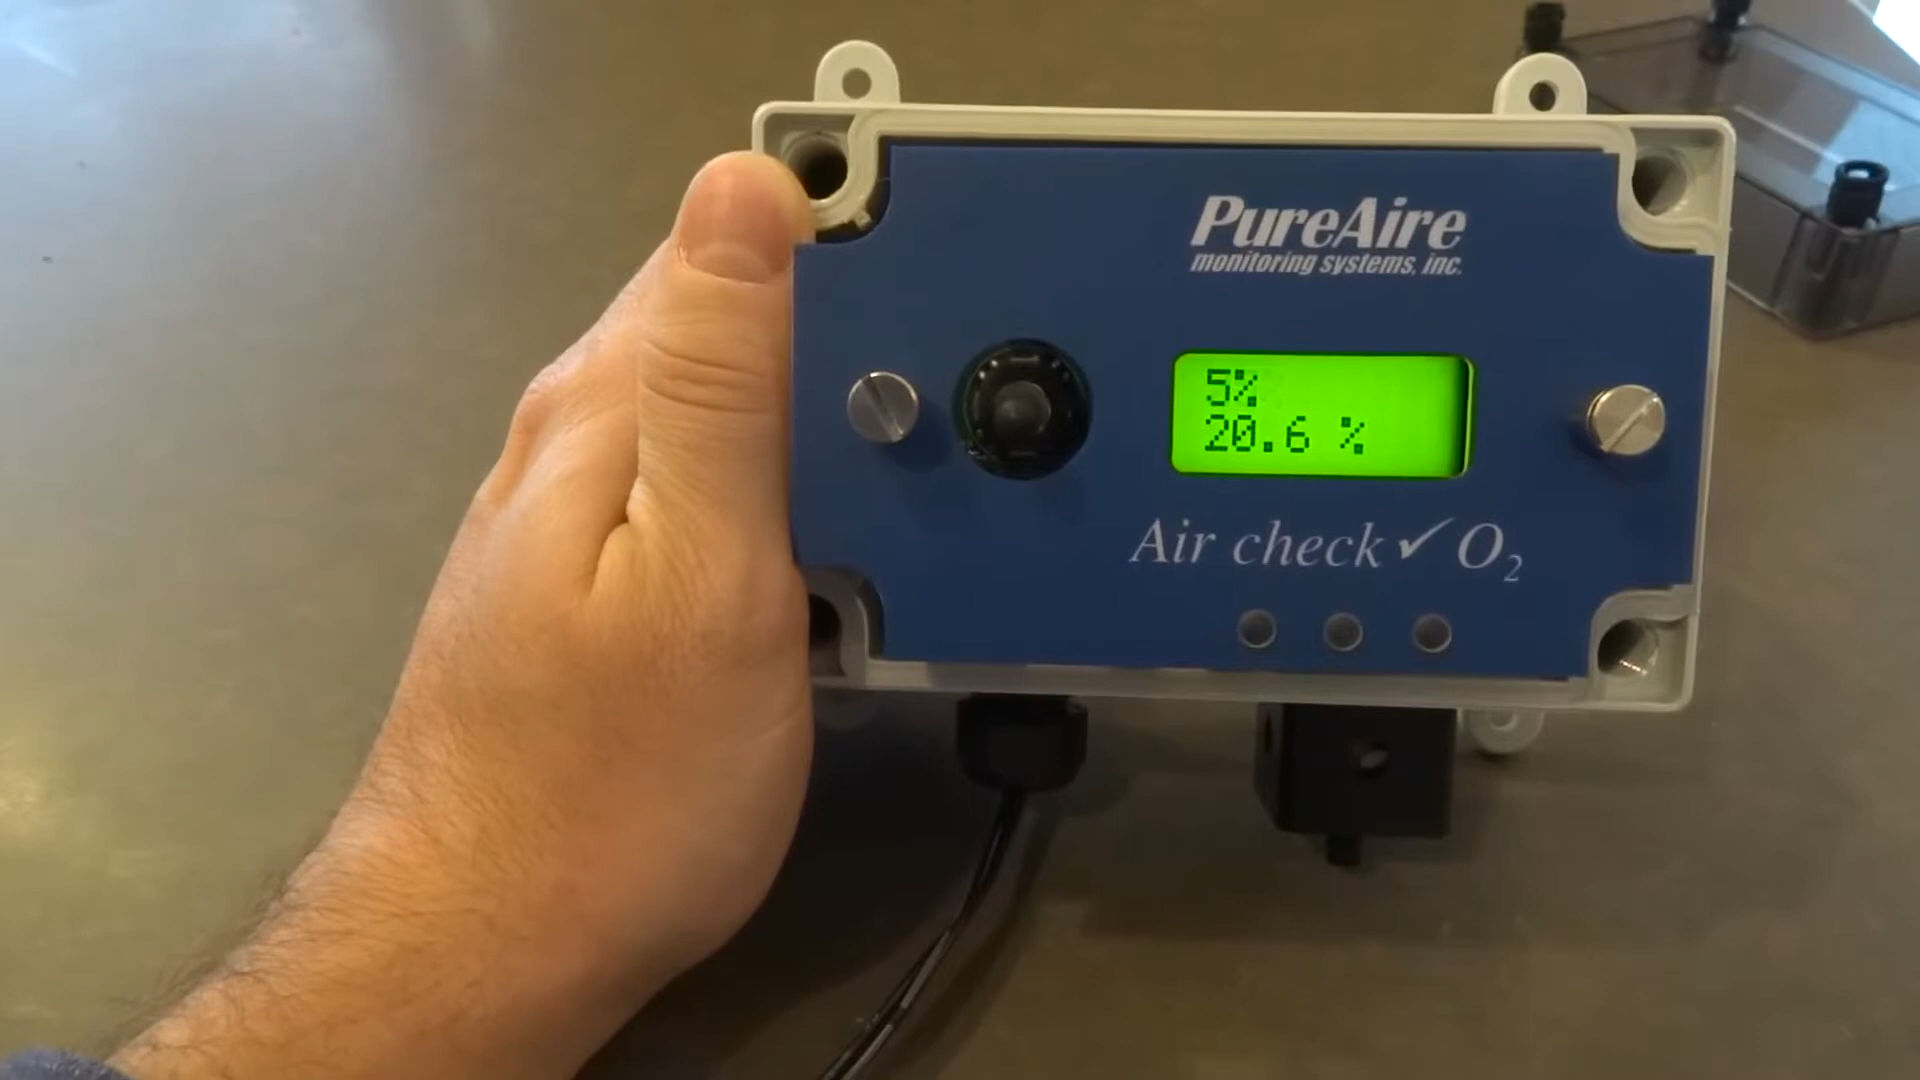 PureAire
monitoring systems, inc.
5%
20.6 %
Air check✓ O₂